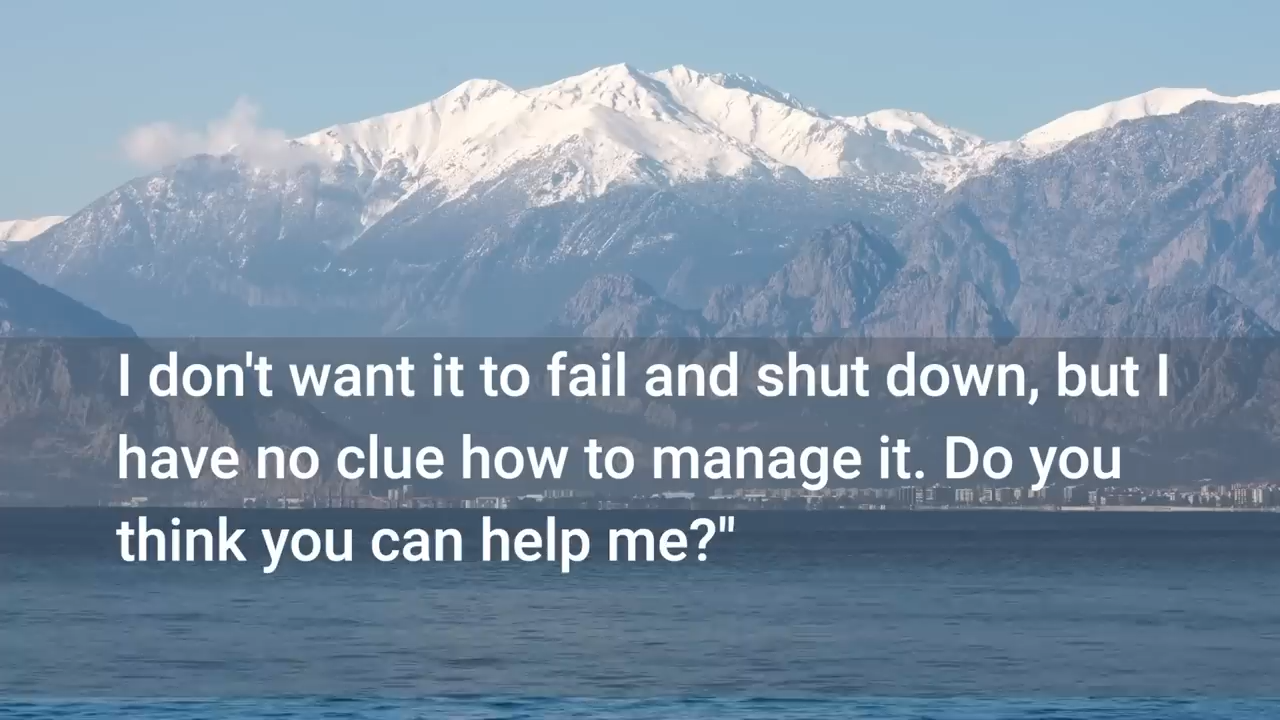 I don't want it to fail and shut down, but I
have no clue how to manage it. Do you
think you can help me?"